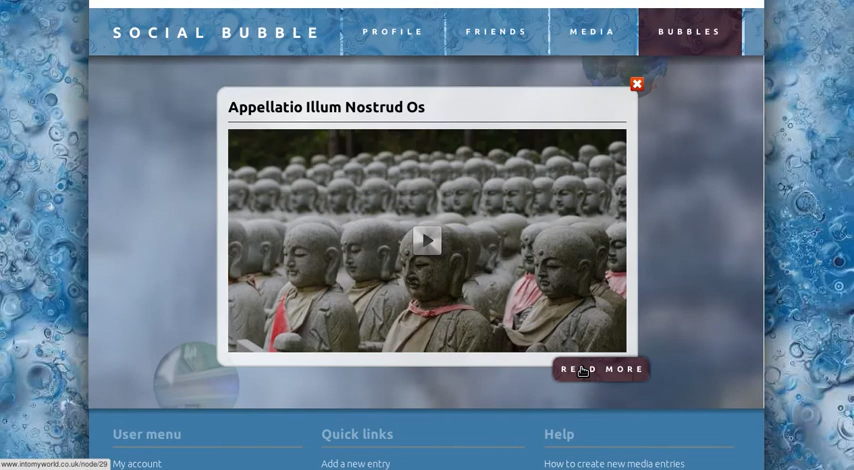 SOCIAL BUBBLE
PROFILE
FRIENDS
MEDIA
BUBBLES
Appellatio Illum Nostrud Os
READ MORE
User menu
Quick links
Help
My account
Add a new entry
How to create new media entries
www.intomyworld.co.uk/node/29